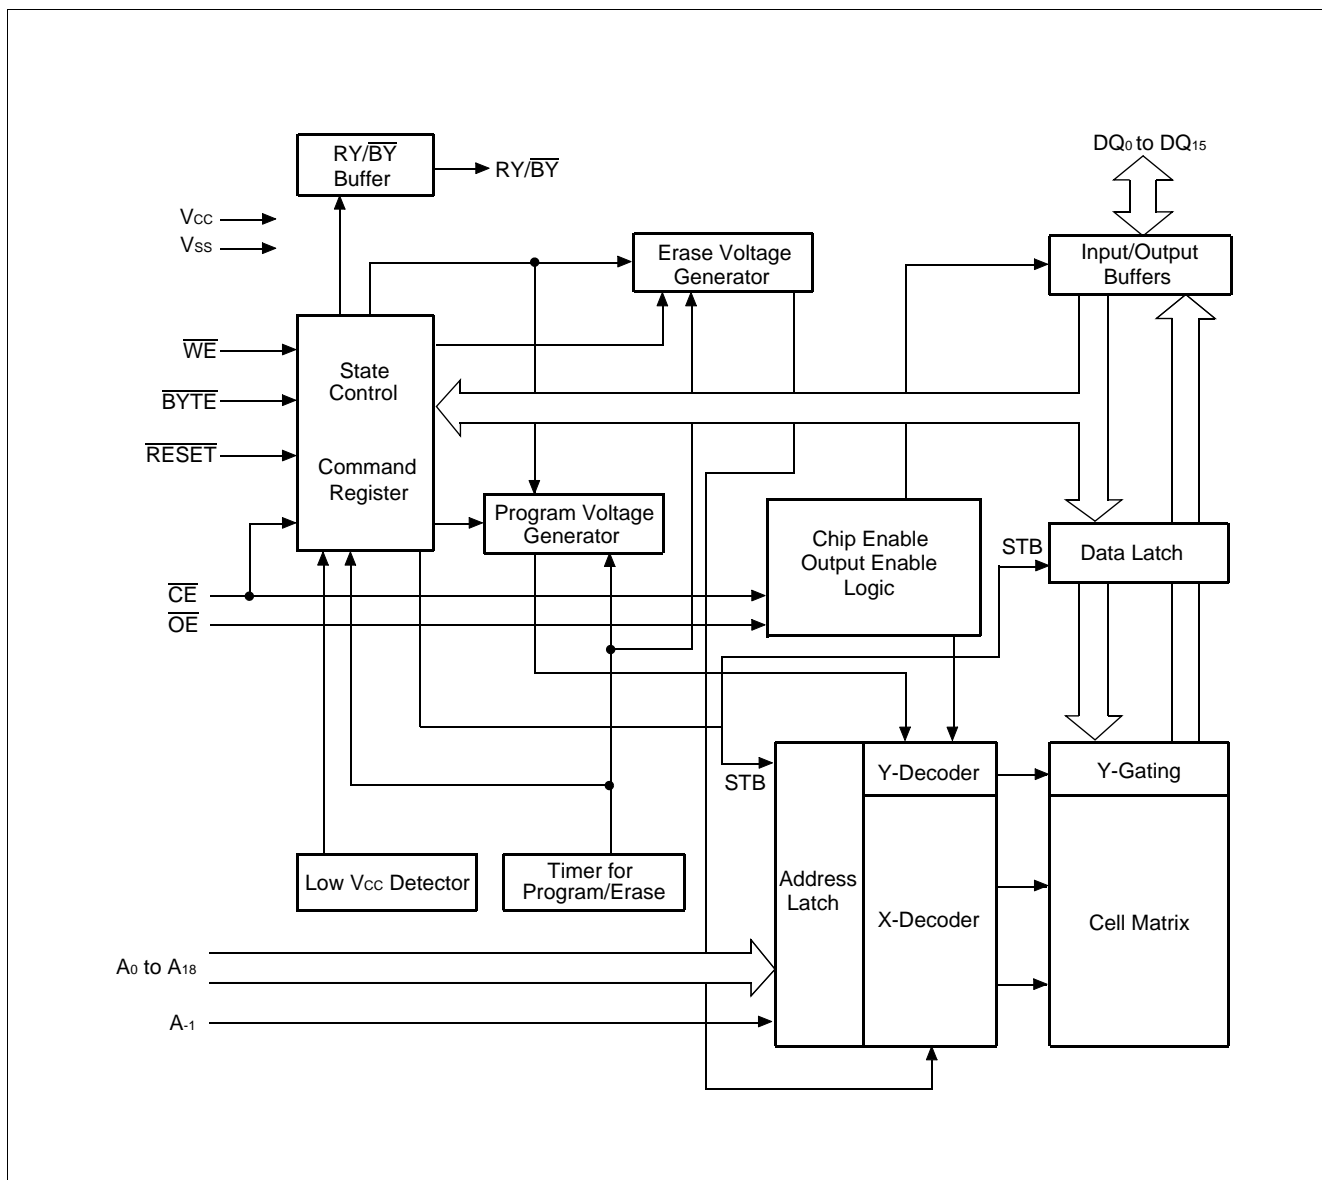 RY/BY
Buffer
RY/BY
DQ0 to DQ15
VCC
VSS
Erase Voltage
Generator
Input/Output
Buffers
WE
State
Control
BYTE
RESET
Command
Register
Program Voltage
Generator
Chip Enable
Output Enable
Logic
STB
Data Latch
CE
OE
STB
Y-Decoder
Y-Gating
Low VCC Detector
Timer for
Program/Erase
Address
Latch
X-Decoder
Cell Matrix
A0 to A18
A-1